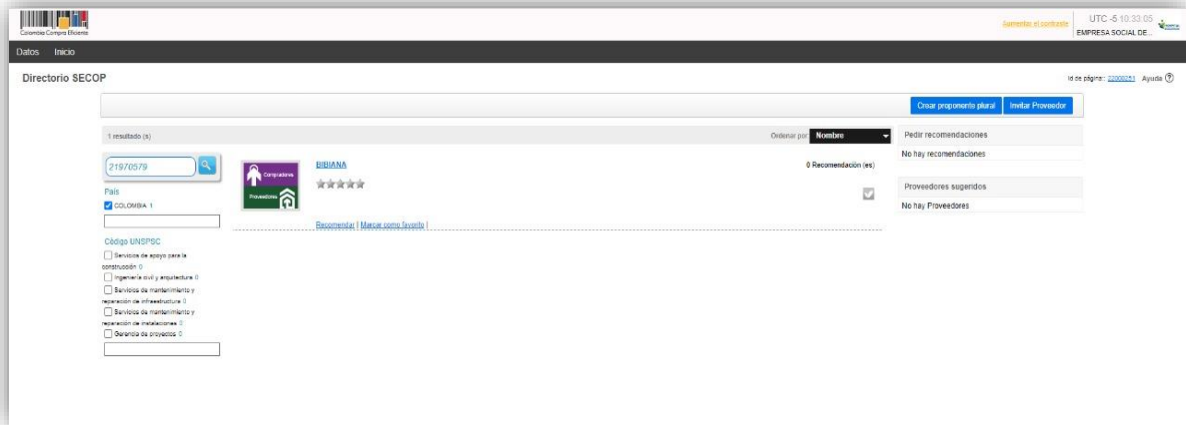 Colombia Compra Eficiente
Aumentar el contraste
UTC -5 10:33:05
EMPRESA SOCIAL DE...
Datos Inicio
Directorio SECOP
Id de página:: 22008251 Ayuda
Crear proponente plural Invitar Proveedor
1 resultado (s)
Ordenar por Nombre
21970579
País
COLOMBIA 1
Código UNSPSC
Servicios de apoyo para la
construcción 0
Ingeniería civil y arquitectura 0
Servicios de mantenimiento y
reparación de infraestructura 0
Servicios de mantenimiento y
reparación de instalaciones 0
Gerencia de proyectos 0
Compradores
Proveedores
BIBIANA
0 Recomendación (es)
Recomendar | Marcar como favorito |
Pedir recomendaciones
No hay recomendaciones
Proveedores sugeridos
No hay Proveedores